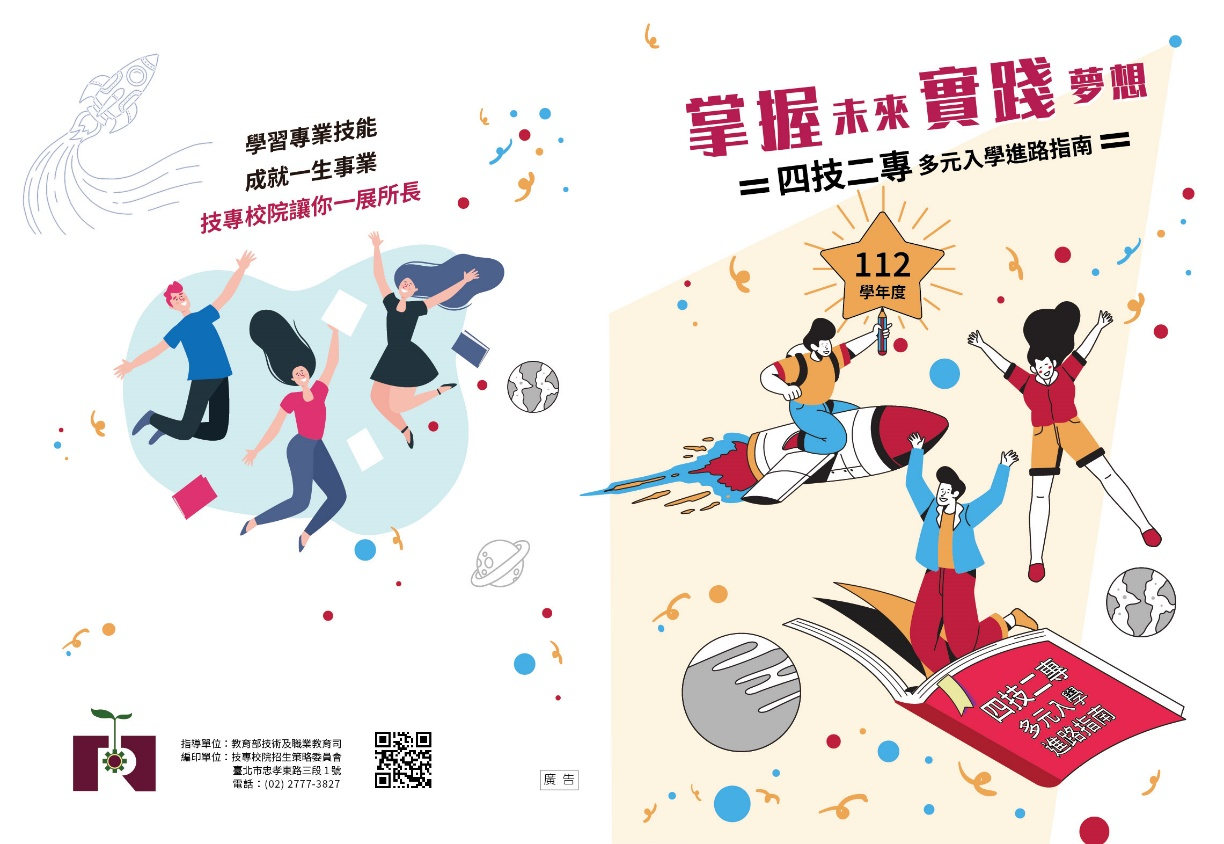 學習專業技能
成就一生事業
技專校院讓你一展所長
指導單位：教育部技術及職業教育司
編印單位：技專校院招生策略委員會
臺北市忠孝東路三段1號
電話：(02) 2777-3827
廣告
掌握未來實踐夢想
四技二專 多元入學進路指南
112
學年度
四技二專
多元入學
進路指南